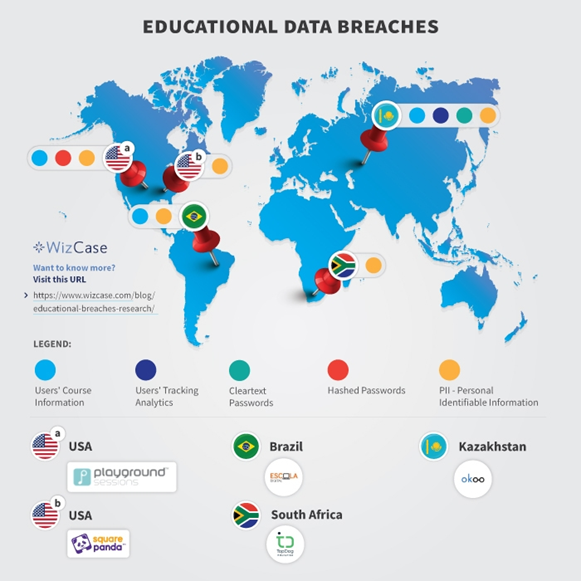 EDUCATIONAL DATA BREACHES
a
b
WizCase
Want to know more?
Visit this URL
https://www.wizcase.com/blog/
educational-breaches-research/
LEGEND:
Users' Course
Information
Users' Tracking
Analytics
Cleartext
Passwords
Hashed Passwords
PII - Personal
Identifiable Information
a
USA
playground
sessions
Brazil
ESCOLA
Kazakhstan
okoo
b
USA
square
panda
South Africa
TopDog